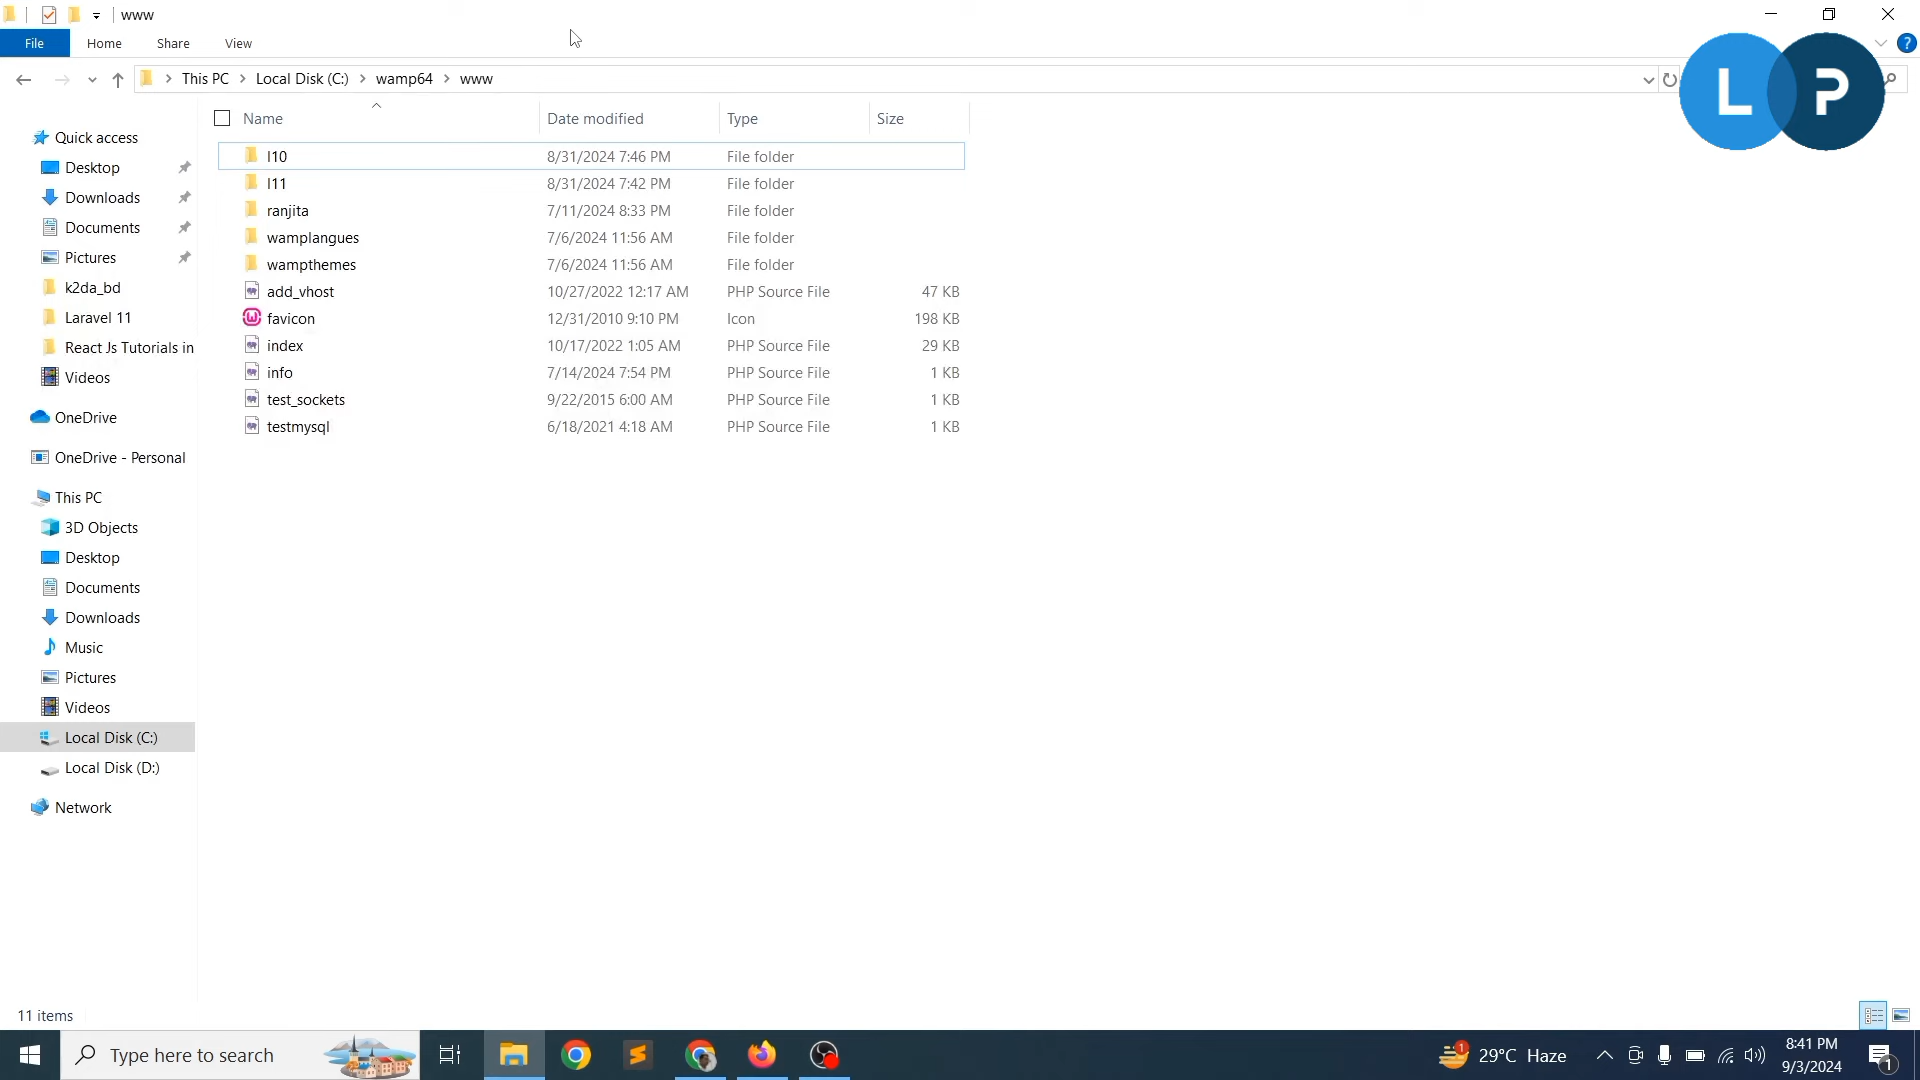 www
File Home Share View
This PC Local Disk (C:) wamp64 www
Name Date modified Type Size
l10 8/31/2024 7:46 PM File folder
l11 8/31/2024 7:42 PM File folder
ranjita 7/11/2024 8:33 PM File folder
wamplangues 7/6/2024 11:56 AM File folder
wampthemes 7/6/2024 11:56 AM File folder
add_vhost 10/27/2022 12:17 AM PHP Source File 47 KB
favicon 12/31/2010 9:10 PM Icon 198 KB
index 10/17/2022 1:05 AM PHP Source File 29 KB
info 7/14/2024 7:54 PM PHP Source File 1 KB
test_sockets 9/22/2015 6:00 AM PHP Source File 1 KB
testmysql 6/18/2021 4:18 AM PHP Source File 1 KB
Quick access
Desktop
Downloads
Documents
Pictures
k2da_bd
Laravel 11
React Js Tutorials in
Videos
OneDrive
OneDrive - Personal
This PC
3D Objects
Desktop
Documents
Downloads
Music
Pictures
Videos
Local Disk (C:)
Local Disk (D:)
Network
LP
11 items
Type here to search
1
29°C Haze
8:41 PM
9/3/2024
1